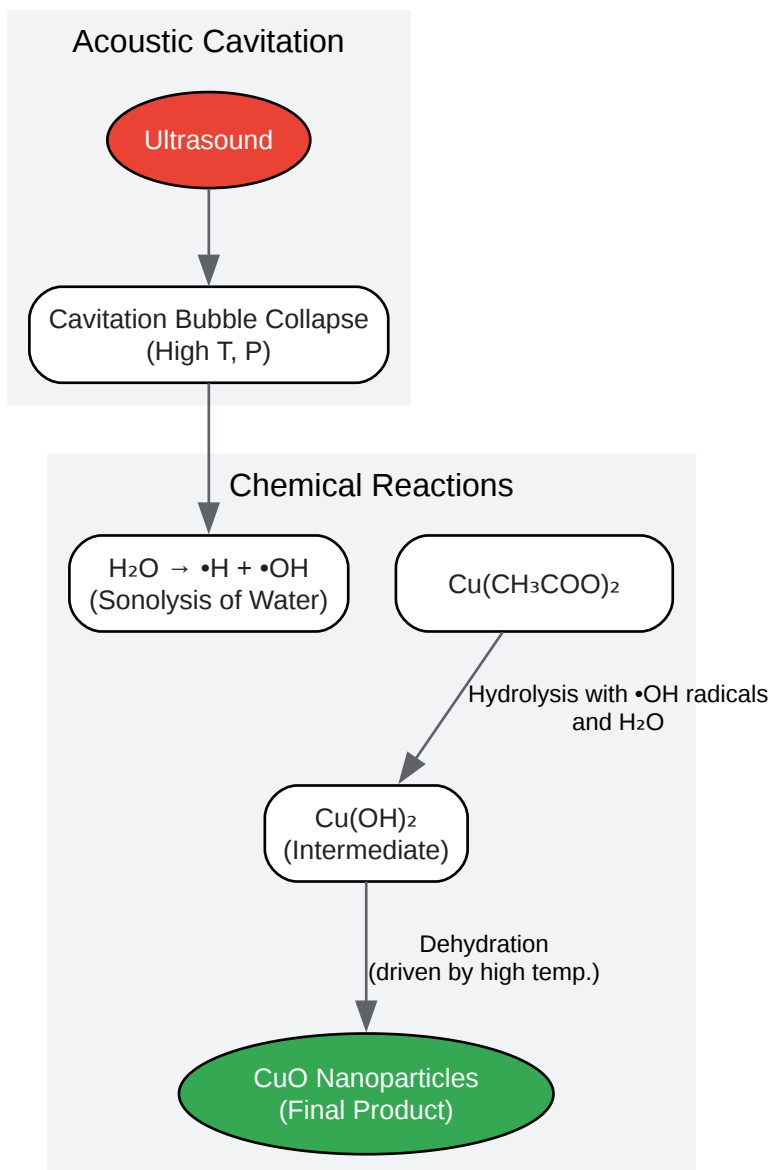 Acoustic Cavitation
Ultrasound
Cavitation Bubble Collapse
(High T, P)
Chemical Reactions
H₂O → •H + •OH
(Sonolysis of Water)
Cu(CH₃COO)₂
Hydrolysis with •OH radicals
and H₂O
Cu(OH)₂
(Intermediate)
Dehydration
(driven by high temp.)
CuO Nanoparticles
(Final Product)